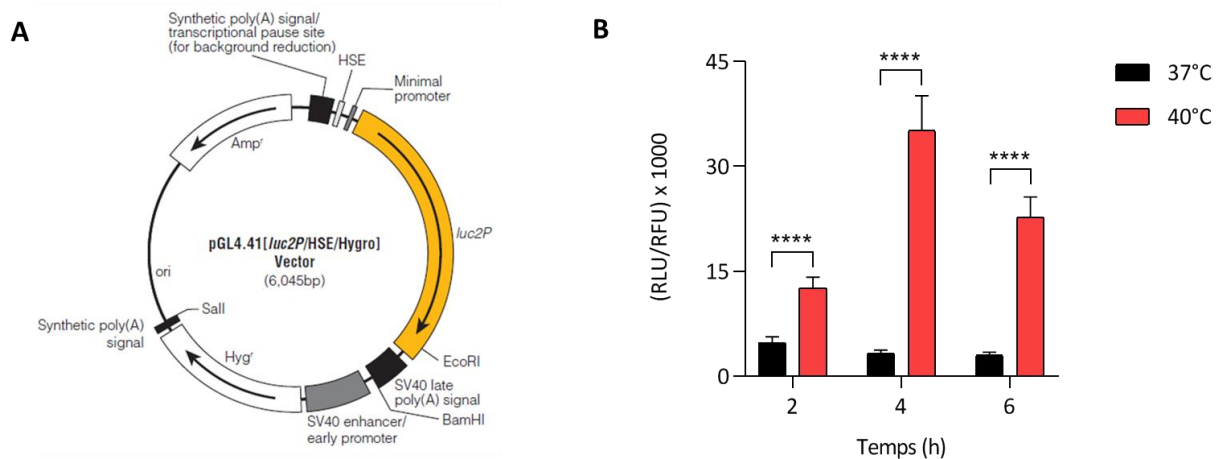 A
Synthetic poly(A) signal/
transcriptional pause site
(for background reduction)
HSE
Minimal
promoter
Ampʳ
luc2P
pGL4.41[luc2P/HSE/Hygro]
Vector
(6,045bp)
ori
SalI
Synthetic poly(A)
signal
Hygʳ
EcoRI
SV40 late
poly(A) signal
BamHI
SV40 enhancer/
early promoter
B
(RLU/RFU) x 1000
45
30
15
0
****
****
****
2
4
6
Temps (h)
37°C
40°C